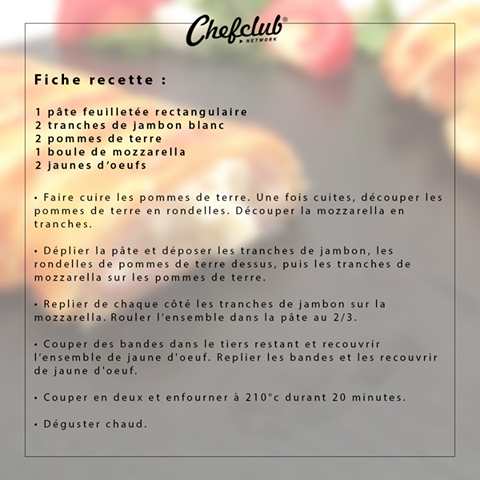 Chefclub®
NETWORK
Fiche recette :
1 pâte feuilletée rectangulaire
2 tranches de jambon blanc
2 pommes de terre
1 boule de mozzarella
2 jaunes d'oeufs
• Faire cuire les pommes de terre. Une fois cuites, découper les
pommes de terre en rondelles. Découper la mozzarella en
tranches.
• Déplier la pâte et déposer les tranches de jambon, les
rondelles de pommes de terre dessus, puis les tranches de
mozzarella sur les pommes de terre.
• Replier de chaque côté les tranches de jambon sur la
mozzarella. Rouler l'ensemble dans la pâte au 2/3.
• Couper des bandes dans le tiers restant et recouvrir
l'ensemble de jaune d'oeuf. Replier les bandes et les recouvrir
de jaune d'oeuf.
• Couper en deux et enfourner à 210°c durant 20 minutes.
• Déguster chaud.